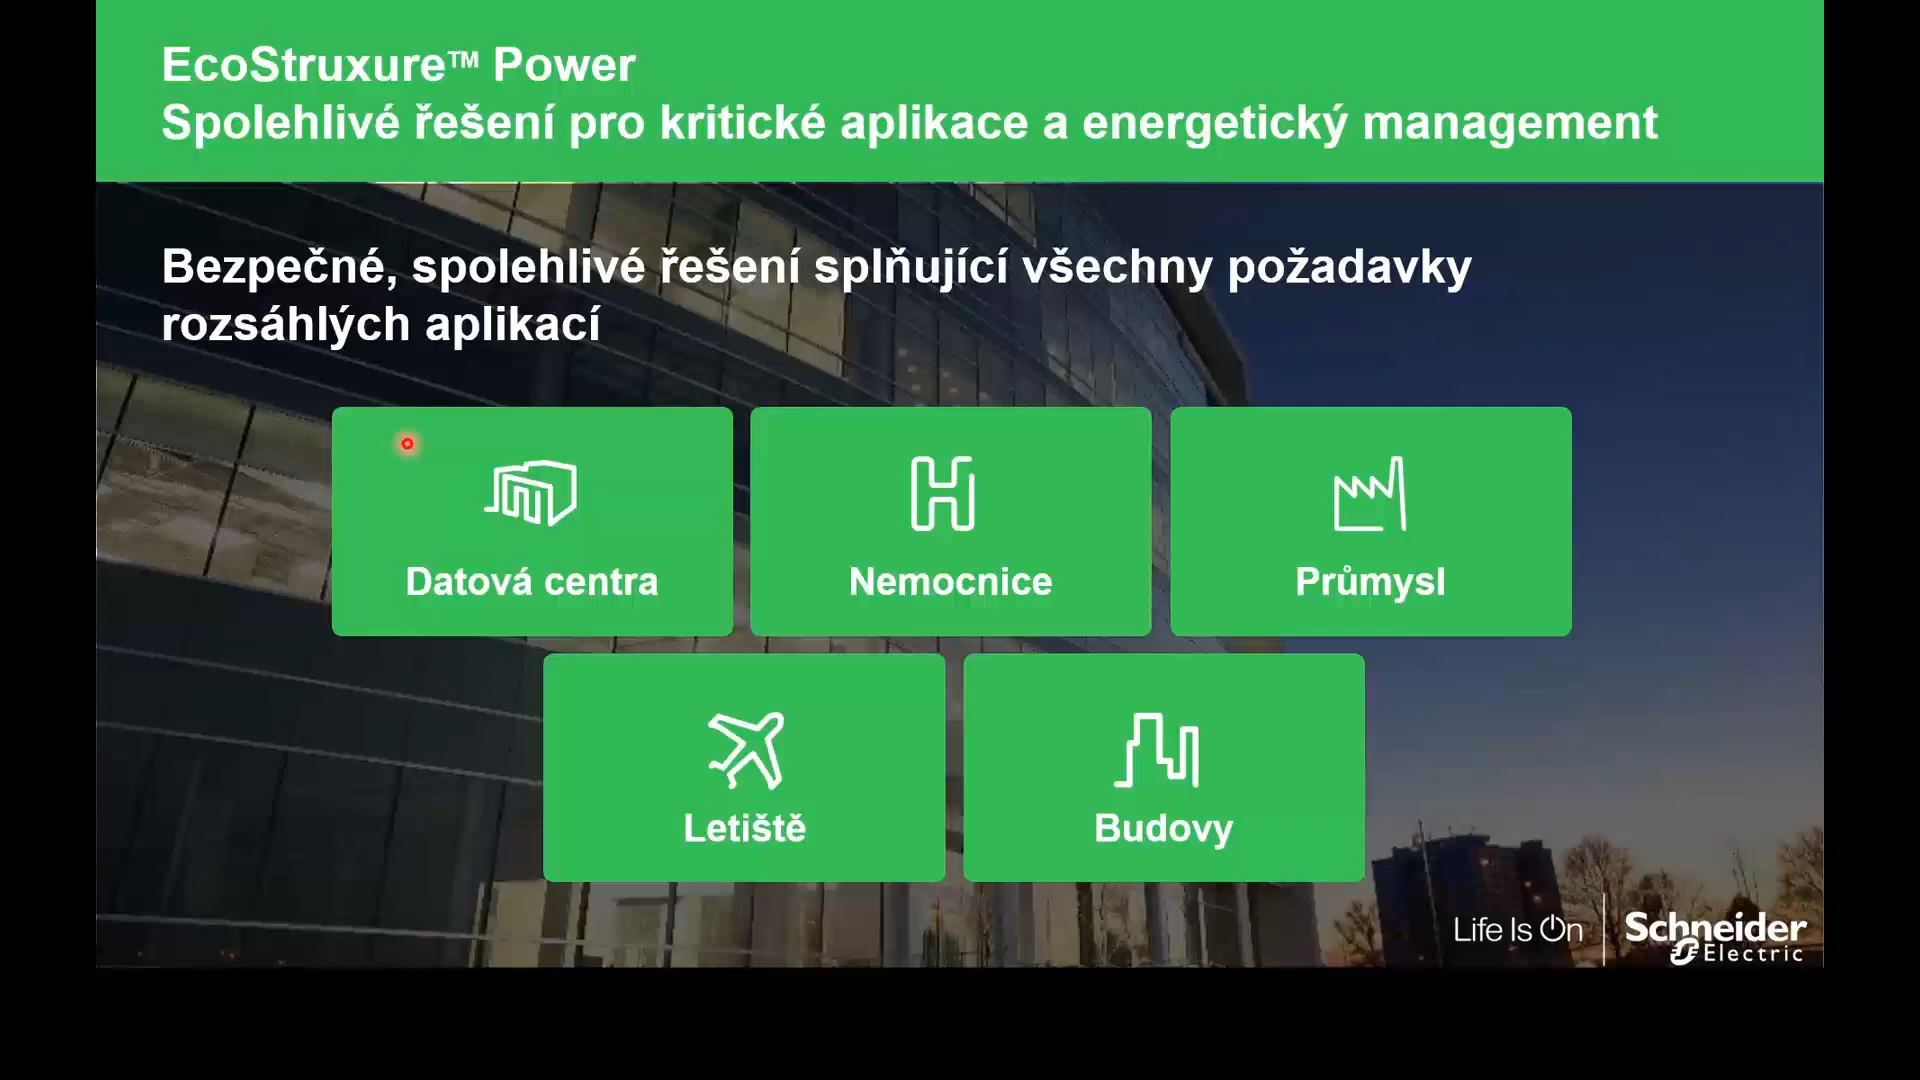 EcoStruxure™ Power
Spolehlivé řešení pro kritické aplikace a energetický management
Bezpečné, spolehlivé řešení splňující všechny požadavky
rozsáhlých aplikací
Datová centra
Nemocnice
Průmysl
Letiště
Budovy
Life Is On
Schneider
Electric